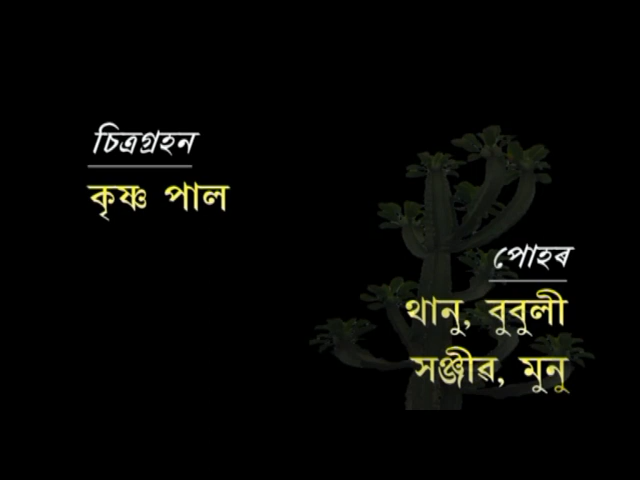 চিত্ৰগ্ৰহন
কৃষ্ণ পাল
পোহৰ
থানু, বুবুলী
সঞ্জীৱ, মুনু